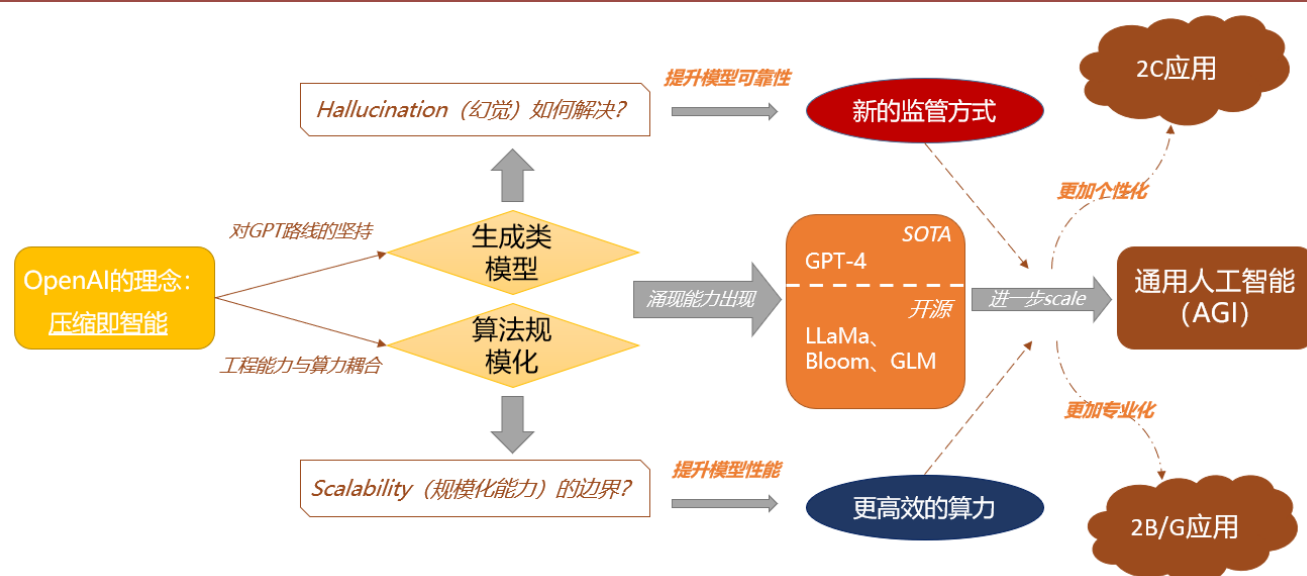 2C应用
提升模型可靠性
Hallucination（幻觉）如何解决？
新的监管方式
更加个性化
对GPT路线的坚持
生成类
模型
SOTA
GPT-4
OpenAI的理念：
压缩即智能
涌现能力出现
开源
进一步scale
通用人工智能
（AGI）
算法规
模化
LLaMa、
Bloom、GLM
工程能力与算力耦合
更加专业化
提升模型性能
Scalability（规模化能力）的边界？
更高效的算力
2B/G应用